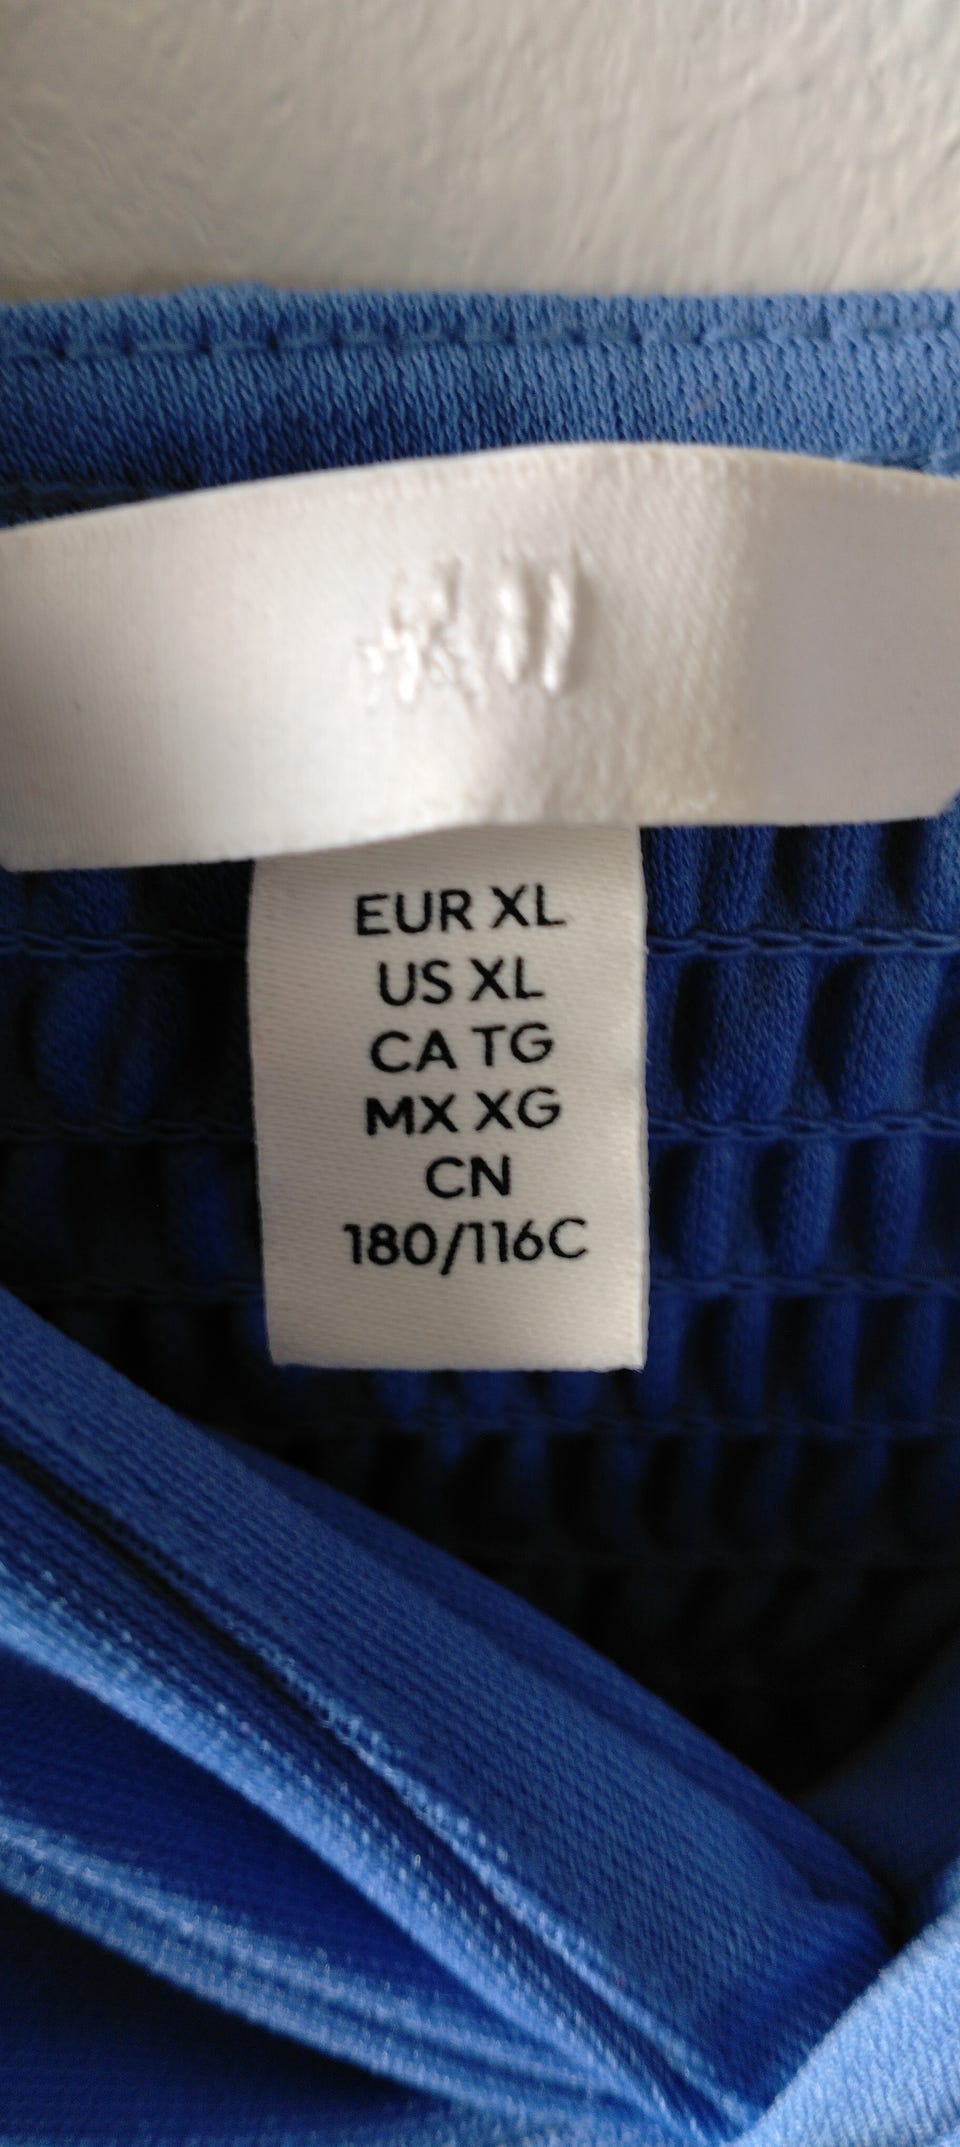 EUR XL
US XL
CA TG
MX XG
CN
180/116C